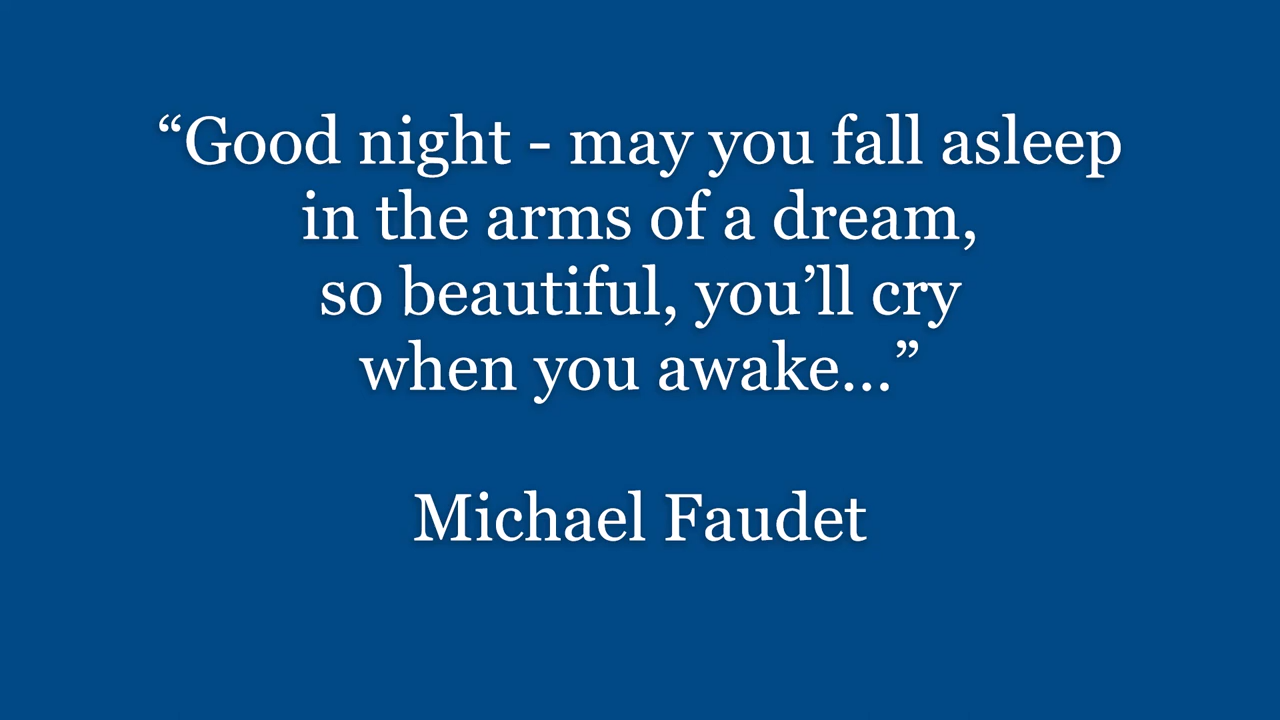 “Good night - may you fall asleep
in the arms of a dream,
so beautiful, you’ll cry
when you awake...”
Michael Faudet